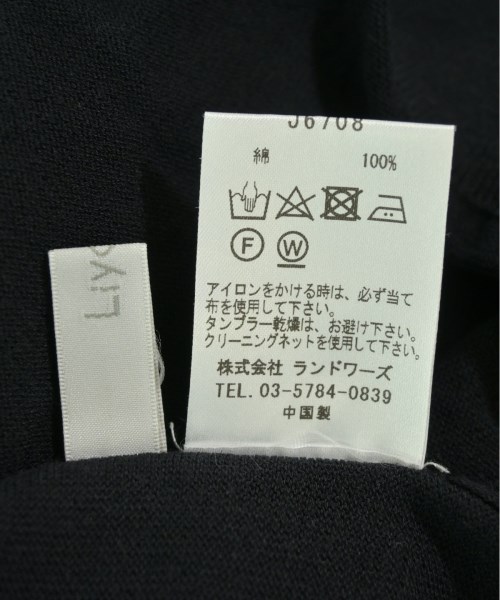 J6708
綿 100%
F W
アイロンをかける時は、必ず当て
布を使用して下さい。
タンブラー乾燥は、お避け下さい。
クリーニングネットを使用して下さい。
株式会社 ランドワーズ
TEL. 03-5784-0839
中国製